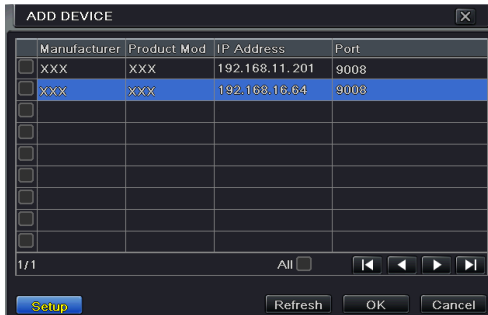 ADD DEVICE
Manufacturer Product Mod IP Address Port
XXX XXX 192.168.11.201 9008
XXX XXX 192.168.16.64 9008
1/1 All
Setup Refresh OK Cancel